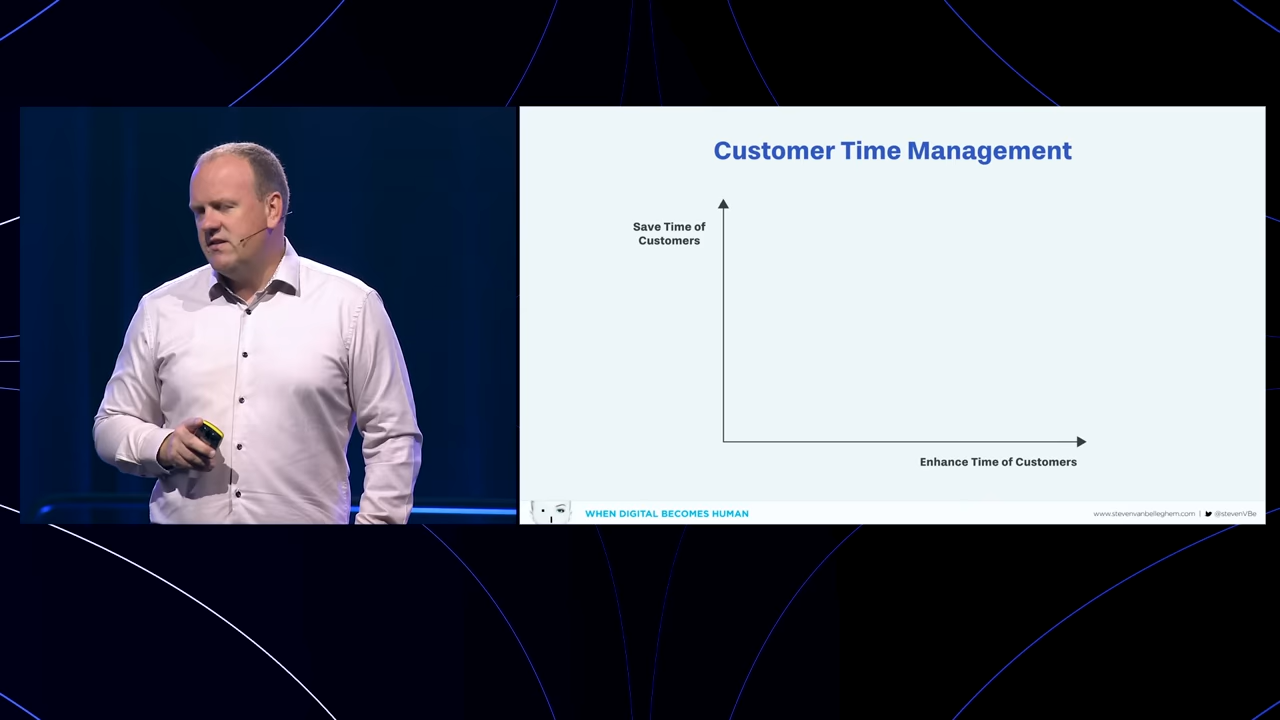 Customer Time Management
Save Time of
Customers
Enhance Time of Customers
WHEN DIGITAL BECOMES HUMAN
www.stevenvanbelleghem.com | @stevenVBe